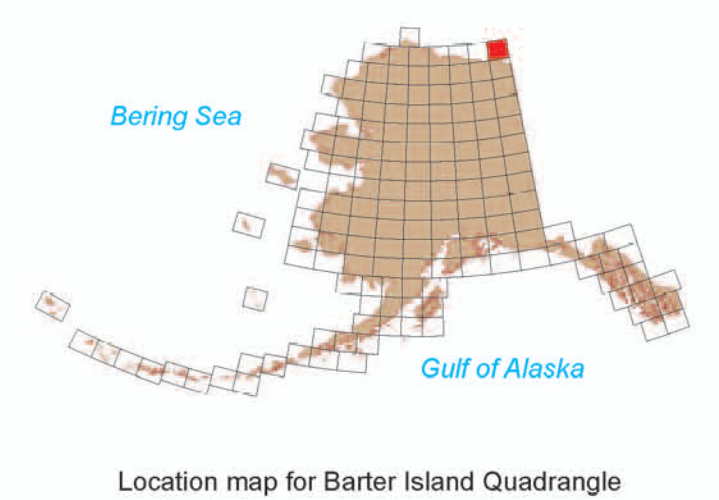 Bering Sea
Gulf of Alaska
Location map for Barter Island Quadrangle